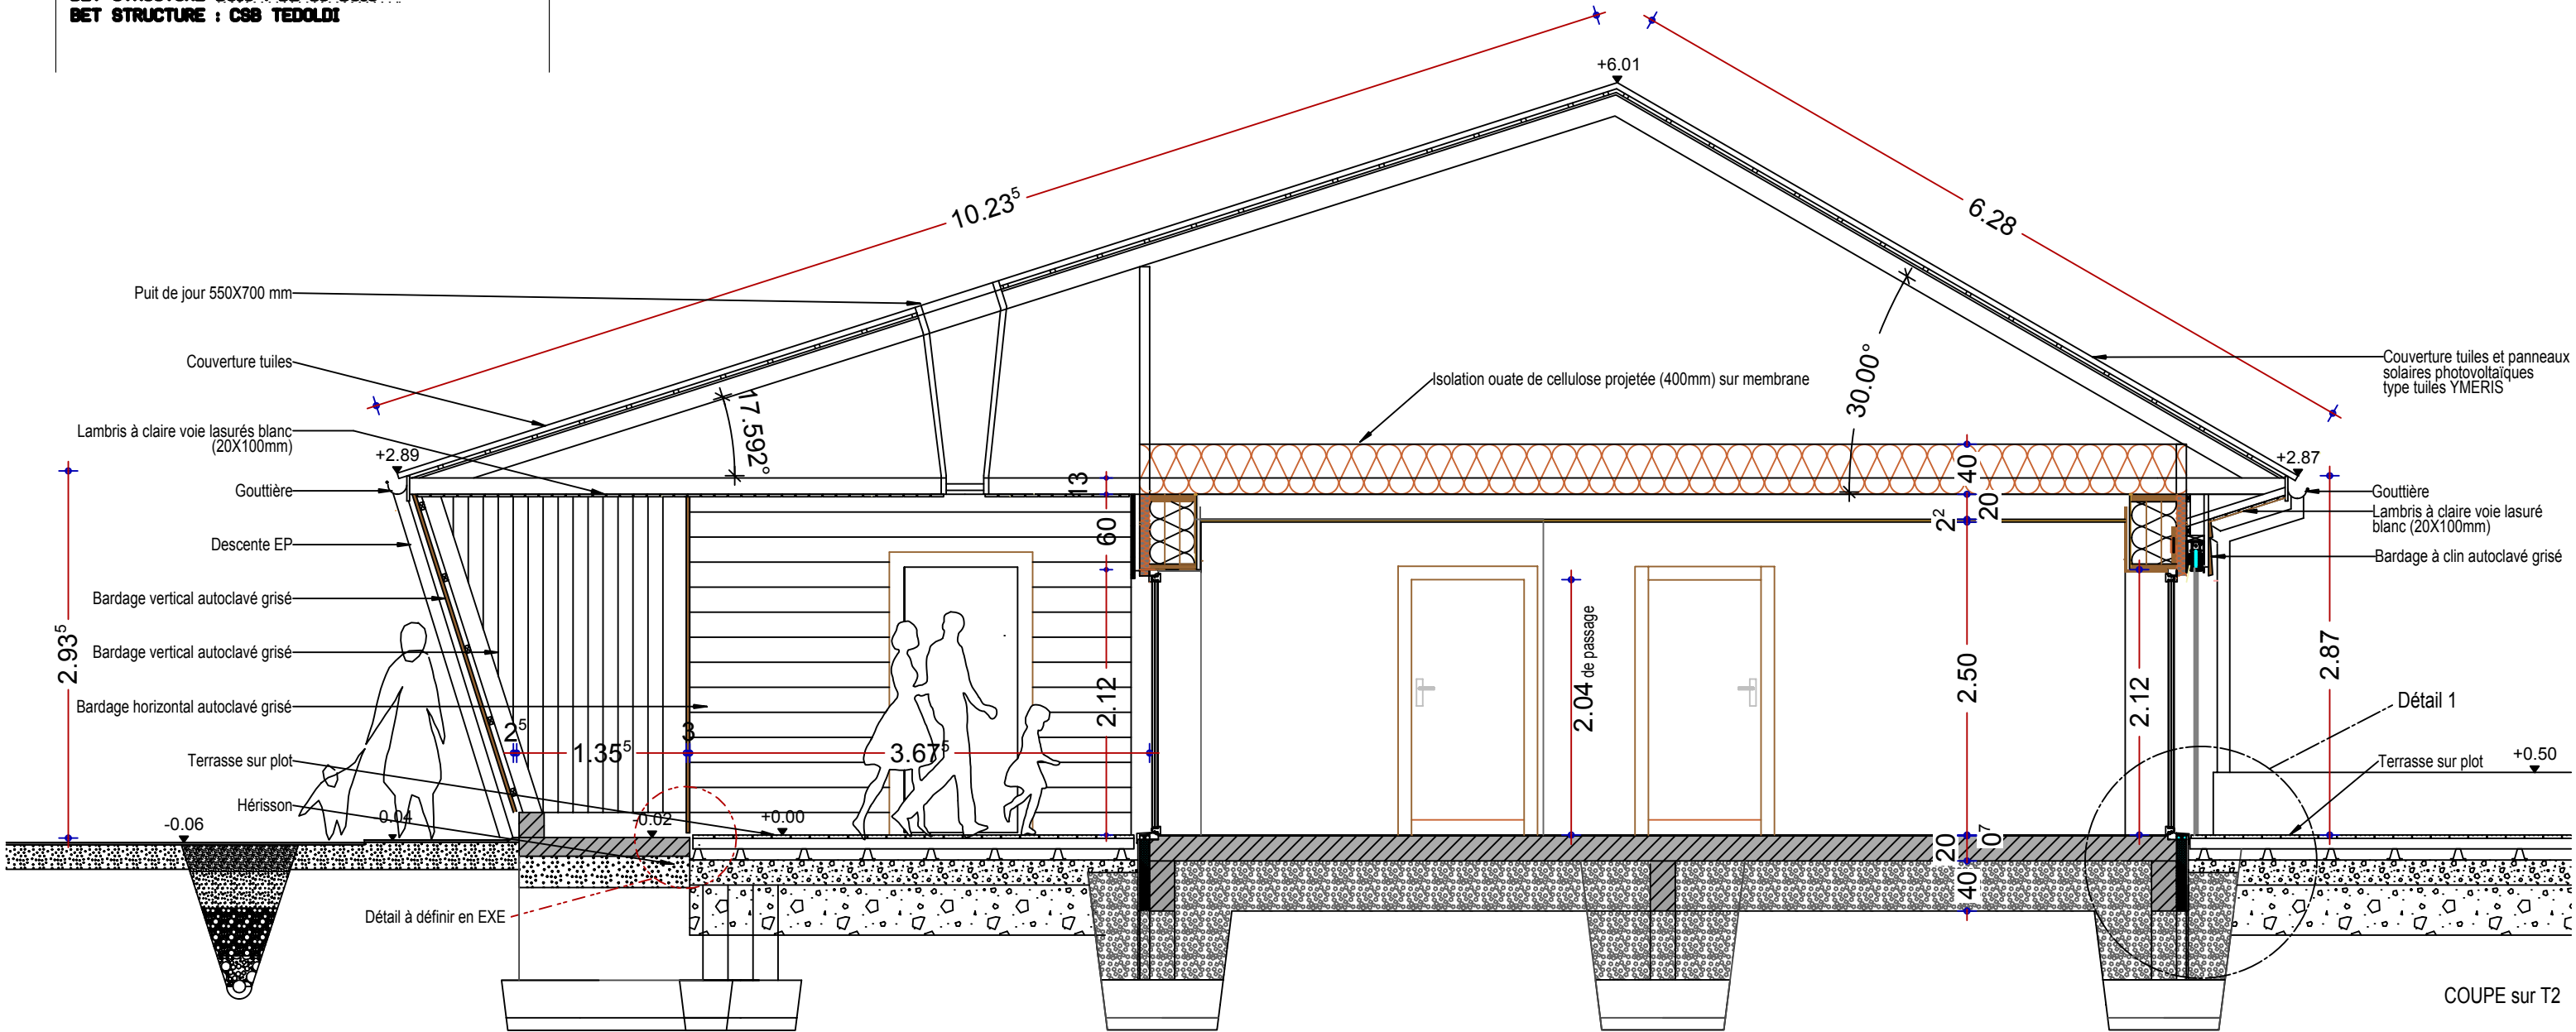 BET STRUCTURE : CSB TEDOLDI
+6.01
10.23⁵
6.28
Puit de jour 550X700 mm
Couverture tuiles
Lambris à claire voie lasurés blanc
(20X100mm)
+2.89
Gouttière
Descente EP
Bardage vertical autoclavé grisé
Bardage vertical autoclavé grisé
Bardage horizontal autoclavé grisé
Terrasse sur plot
Hérisson
17.592°
30.00°
Isolation ouate de cellulose projetée (400mm) sur membrane
Couverture tuiles et panneaux
solaires photovoltaïques
type tuiles YMERIS
+2.87
Gouttière
Lambris à claire voie lasuré
blanc (20X100mm)
Bardage à clin autoclavé grisé
13
60
2.12
40
20
2²
2.50
2.04 de passage
2.12
2.87
2.93⁵
2⁵
1.35⁵
3
3.67⁵
Détail 1
Terrasse sur plot
+0.50
-0.06
0.04
-0.02
+0.00
20
0⁷
40
Détail à définir en EXE
COUPE sur T2